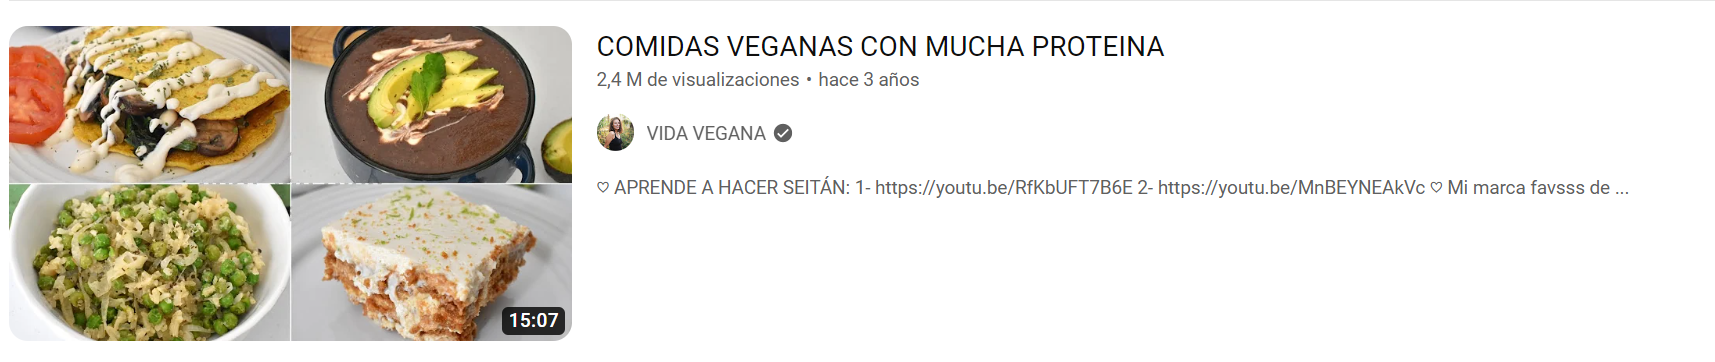 COMIDAS VEGANAS CON MUCHA PROTEINA
2,4 M de visualizaciones • hace 3 años
VIDA VEGANA
♡ APRENDE A HACER SEITÁN: 1- https://youtu.be/RfKbUFT7B6E 2- https://youtu.be/MnBEYNEAkVc ♡ Mi marca favsss de ...
15:07